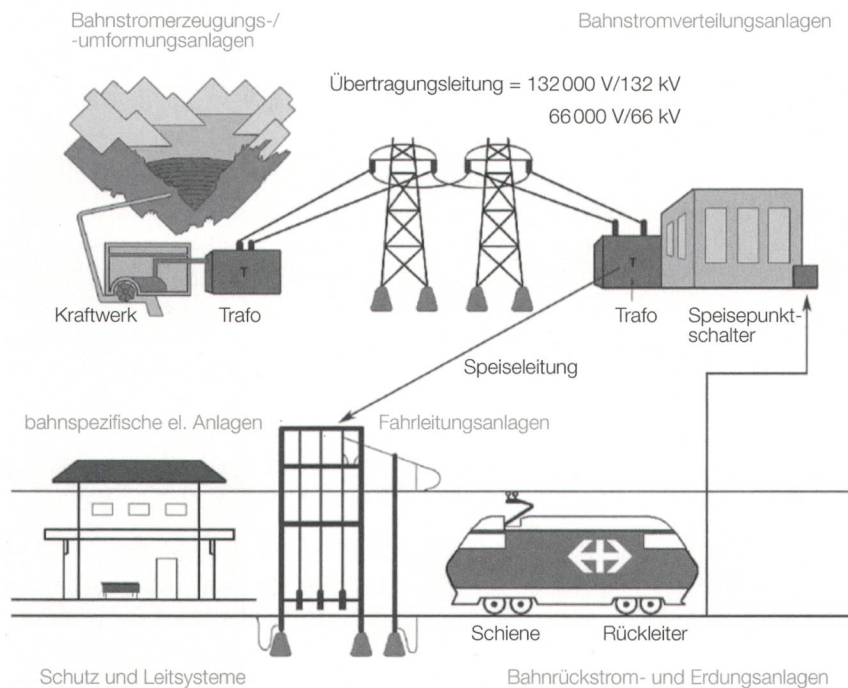 Bahnstromerzeugungs-/
-umformungsanlagen
Bahnstromverteilungsanlagen
Übertragungsleitung = 132 000 V/132 kV
66 000 V/66 kV
T
T
Kraftwerk
Trafo
Trafo
Speisepunkt-
schalter
Speiseleitung
bahnspezifische el. Anlagen
Fahrleitungsanlagen
Schiene
Rückleiter
Schutz und Leitsysteme
Bahnrückstrom- und Erdungsanlagen